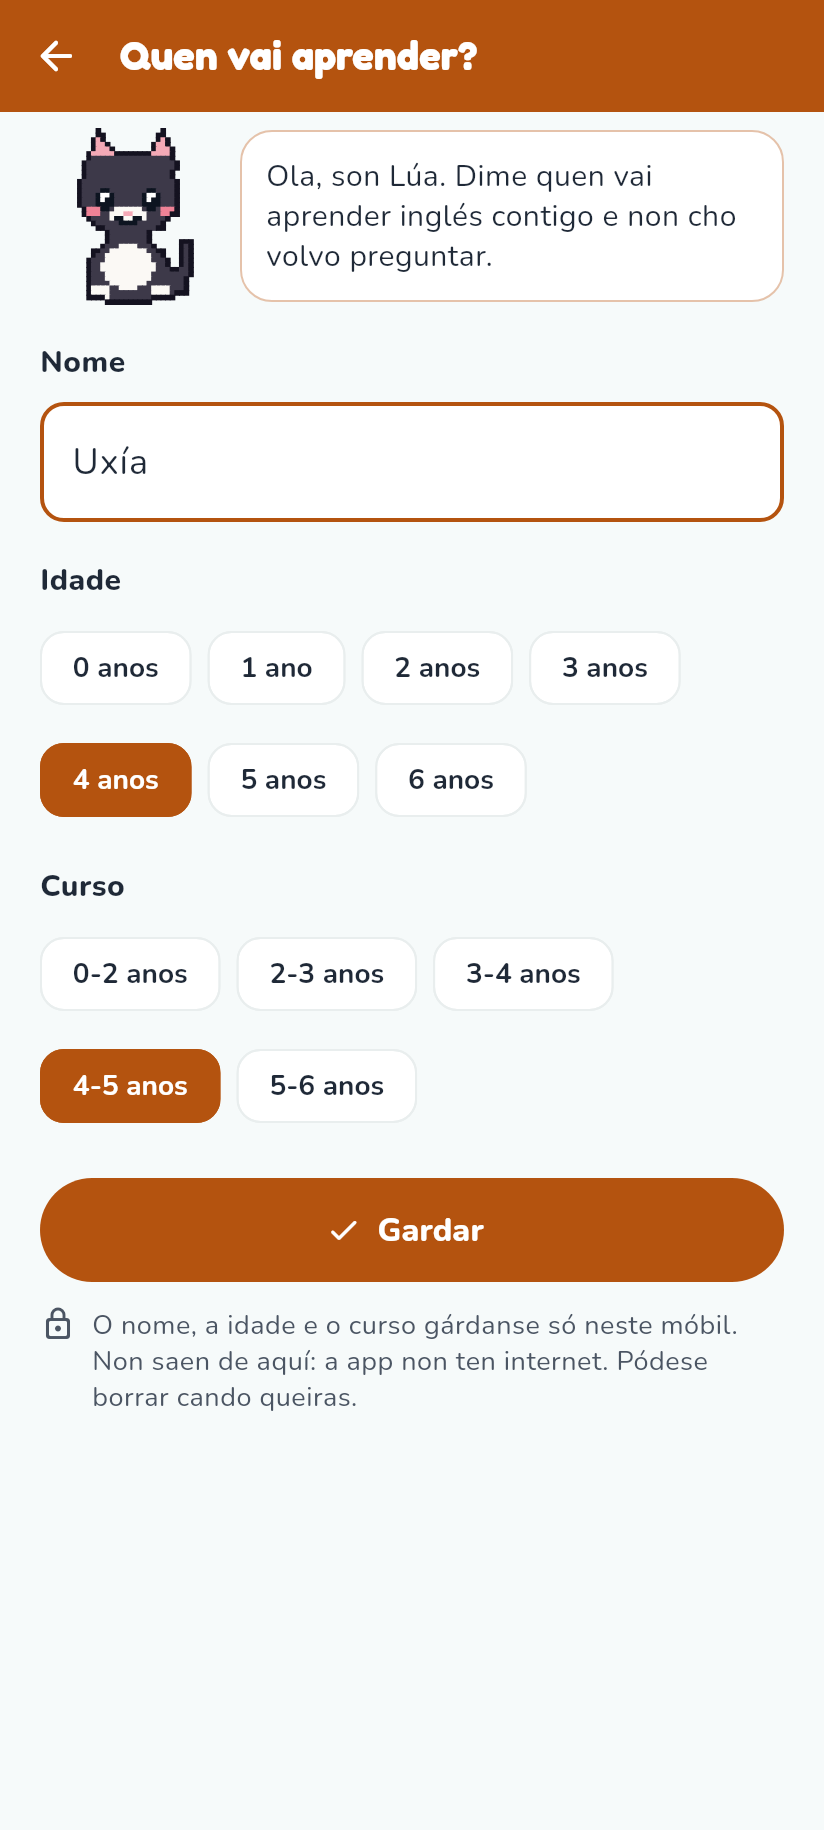 Quen vai aprender?
Ola, son Lúa. Dime quen vai
aprender inglés contigo e non cho
volvo preguntar.
Nome
Uxía
Idade
0 anos
1 ano
2 anos
3 anos
4 anos
5 anos
6 anos
Curso
0-2 anos
2-3 anos
3-4 anos
4-5 anos
5-6 anos
Gardar
O nome, a idade e o curso gárdanse só neste móbil.
Non saen de aquí: a app non ten internet. Pódese
borrar cando queiras.